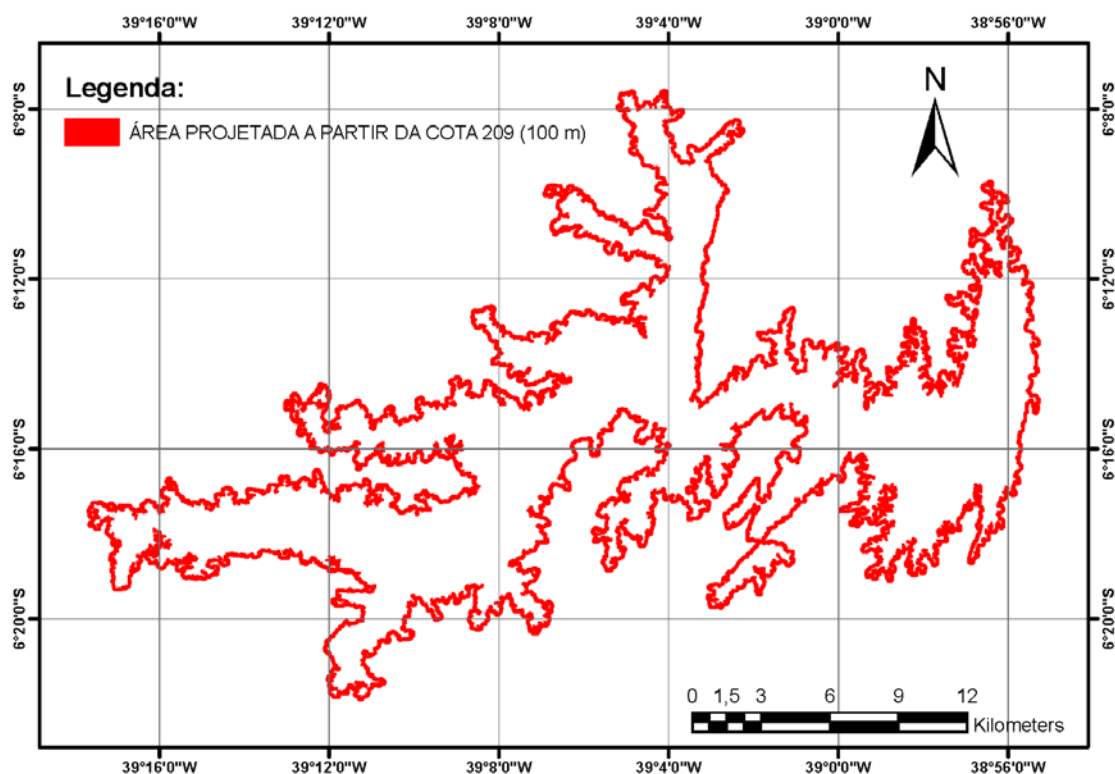 39°16'0"W 39°12'0"W 39°8'0"W 39°4'0"W 39°0'0"W 38°56'0"W
Legenda:
ÁREA PROJETADA A PARTIR DA COTA 209 (100 m)
N
6°8'0"S 6°8'0"S
6°12'0"S 6°12'0"S
6°16'0"S 6°16'0"S
6°20'0"S 6°20'0"S
0 1,5 3 6 9 12
Kilometers
39°16'0"W 39°12'0"W 39°8'0"W 39°4'0"W 39°0'0"W 38°56'0"W